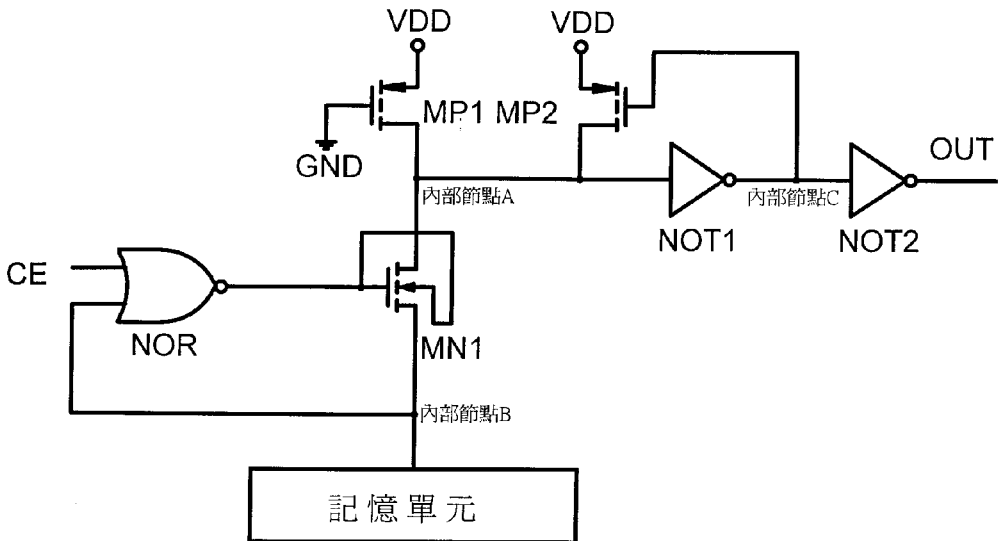 VDD
VDD
MP1
MP2
GND
OUT
內部節點A
內部節點C
NOT1
NOT2
CE
NOR
MN1
內部節點B
記憶單元